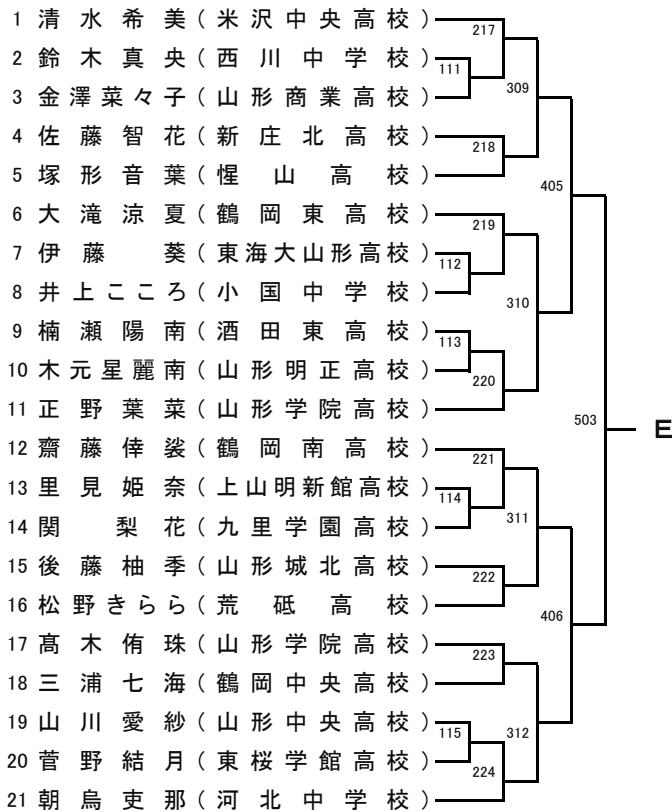 1 清水希美(米沢中央高校)
2 鈴木真央(西川中学校)
3 金澤菜々子(山形商業高校)
4 佐藤智花(新庄北高校)
5 塚形音葉(惺山高校)
6 大滝涼夏(鶴岡東高校)
7 伊藤 葵(東海大山形高校)
8 井上こころ(小国中学校)
9 楠瀬陽南(酒田東高校)
10 木元星麗南(山形明正高校)
11 正野葉菜(山形学院高校)
12 齋藤倖裟(鶴岡南高校)
13 里見姫奈(上山明新館高校)
14 関 梨花(九里学園高校)
15 後藤柚季(山形城北高校)
16 松野きらら(荒砥高校)
17 髙木侑珠(山形学院高校)
18 三浦七海(鶴岡中央高校)
19 山川愛紗(山形中央高校)
20 菅野結月(東桜学館高校)
21 朝烏吏那(河北中学校)
111
112
113
114
115
217
218
219
220
221
222
223
224
309
310
311
312
405
406
503
E